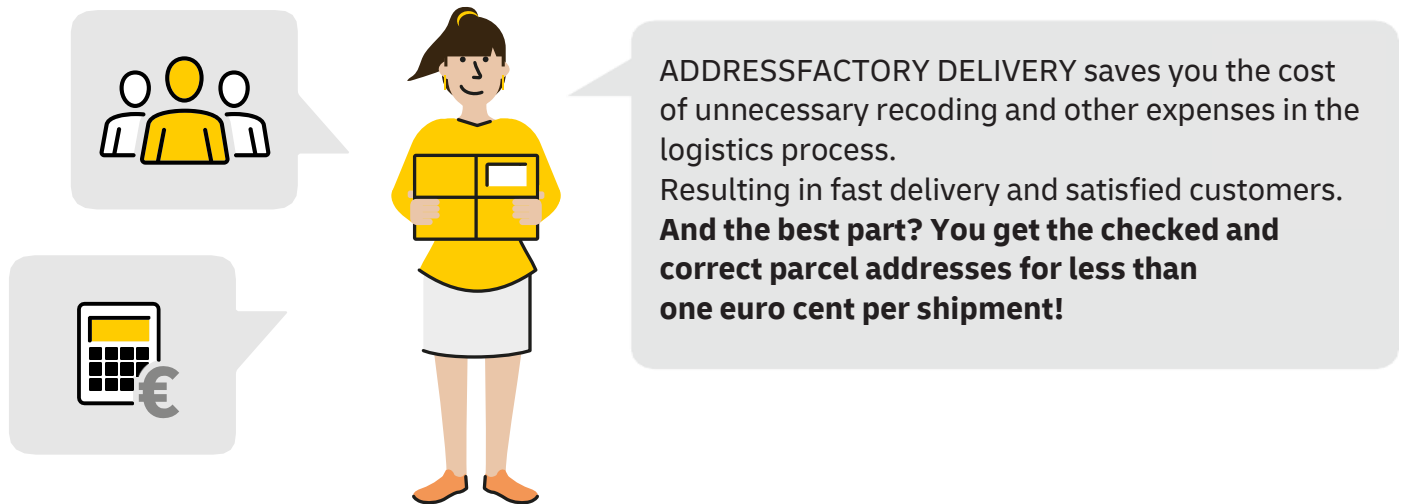 ADDRESSFACTORY DELIVERY saves you the cost
of unnecessary recoding and other expenses in the
logistics process.
Resulting in fast delivery and satisfied customers.
And the best part? You get the checked and
correct parcel addresses for less than
one euro cent per shipment!
€